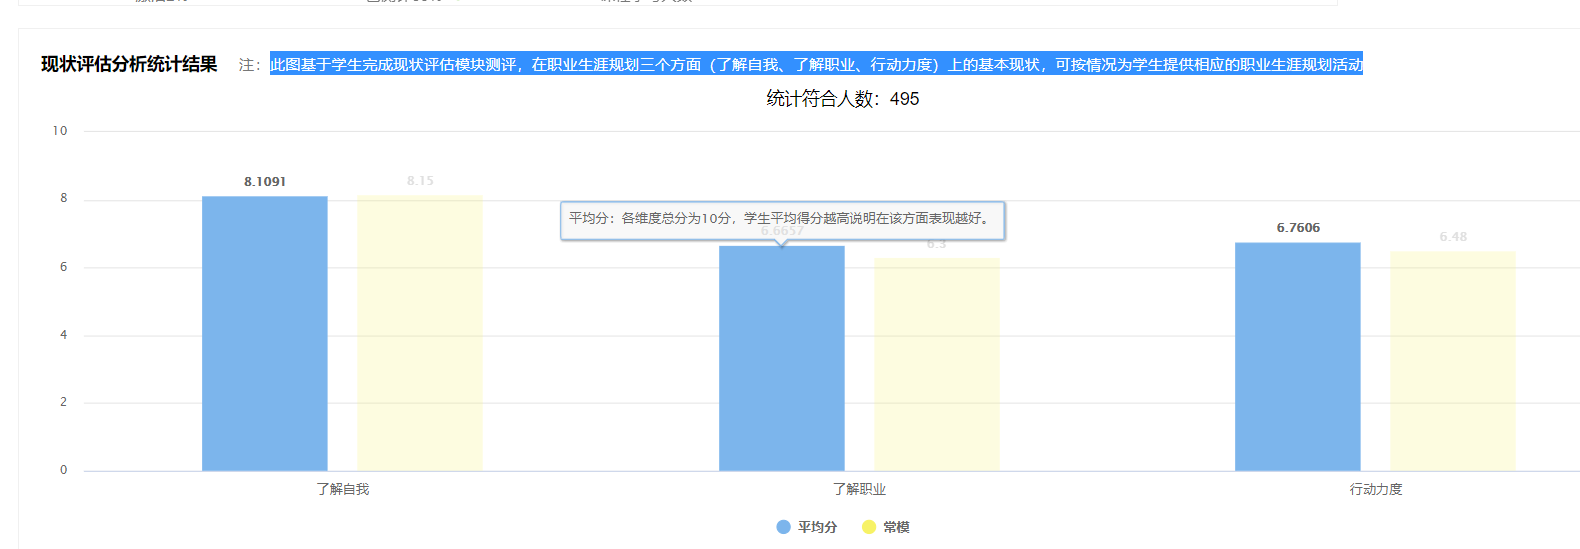 现状评估分析统计结果 注：此图基于学生完成现状评估模块测评，在职业生涯规划三个方面（了解自我、了解职业、行动力度）上的基本现状，可按情况为学生提供相应的职业生涯规划活动
统计符合人数：495
10
8
6
4
2
0
8.1091
8.15
平均分：各维度总分为10分，学生平均得分越高说明在该方面表现越好。
6.6657
6.3
6.7606
6.48
了解自我
了解职业
行动力度
平均分
常模